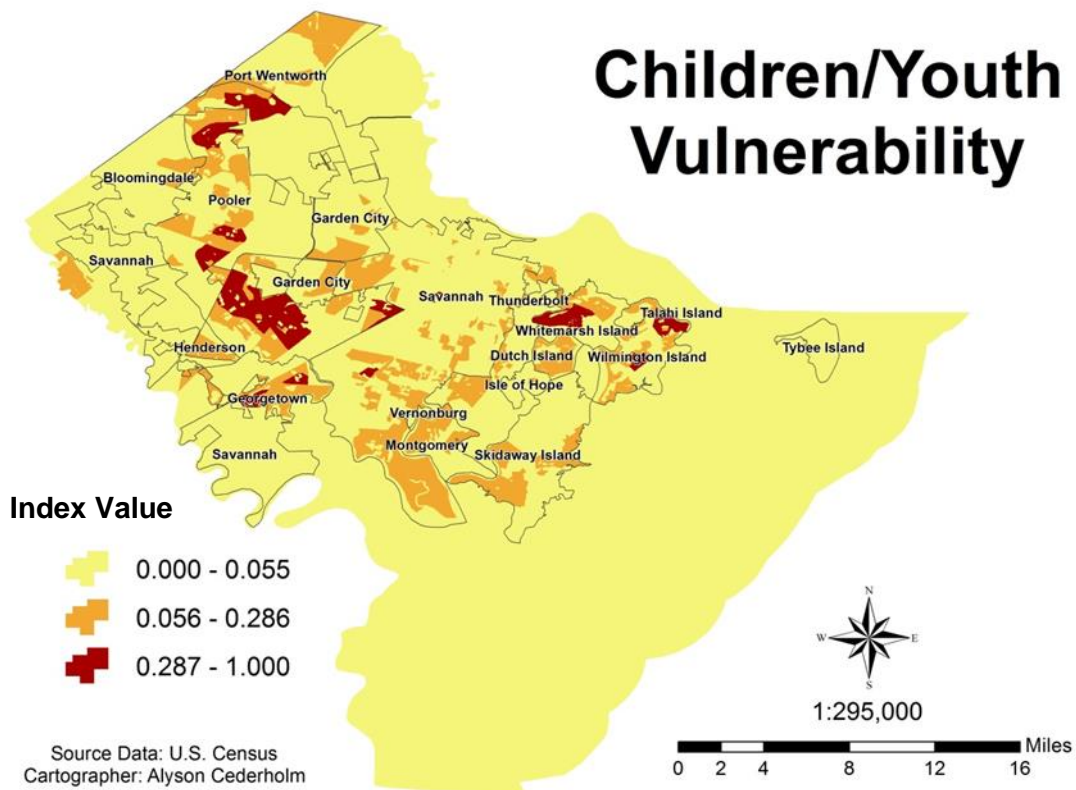 Children/Youth
Vulnerability
Port Wentworth
Bloomingdale
Pooler
Garden City
Savannah
Garden City
Savannah
Thunderbolt
Talahi Island
Whitemarsh Island
Tybee Island
Henderson
Dutch Island
Wilmington Island
Isle of Hope
Georgetown
Vernonburg
Montgomery
Savannah
Skidaway Island
Index Value
0.000 - 0.055
0.056 - 0.286
0.287 - 1.000
N
W
E
S
1:295,000
Miles
0 2 4 8 12 16
Source Data: U.S. Census
Cartographer: Alyson Cederholm